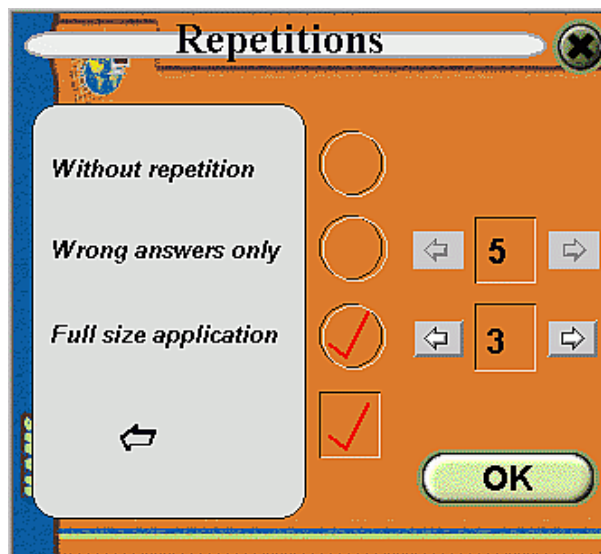 Repetitions
Without repetition
Wrong answers only
5
Full size application
3
OK